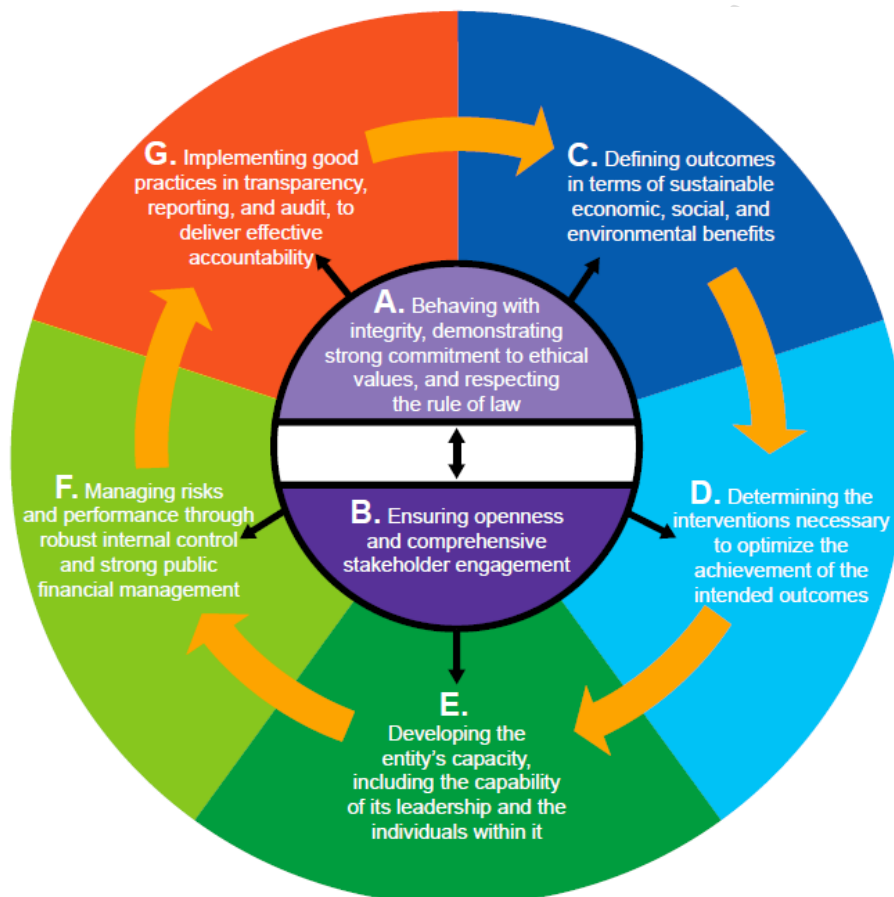 A. Behaving with
integrity, demonstrating
strong commitment to ethical
values, and respecting
the rule of law
B. Ensuring openness
and comprehensive
stakeholder engagement
C. Defining outcomes
in terms of sustainable
economic, social, and
environmental benefits
D. Determining the
interventions necessary
to optimize the
achievement of the
intended outcomes
E.
Developing the
entity's capacity,
including the capability
of its leadership and the
individuals within it
F. Managing risks
and performance through
robust internal control
and strong public
financial management
G. Implementing good
practices in transparency,
reporting, and audit, to
deliver effective
accountability